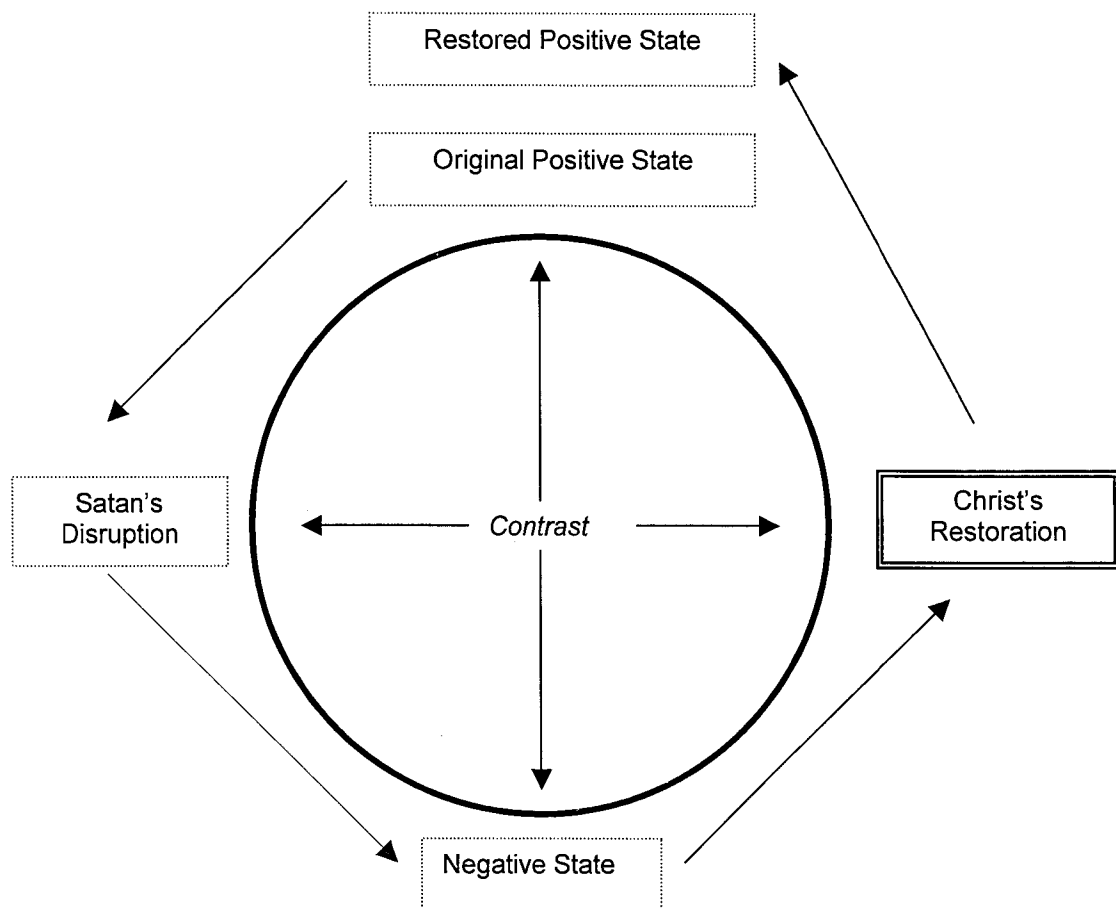 Restored Positive State
Original Positive State
Satan's
Disruption
Contrast
Christ's
Restoration
Negative State